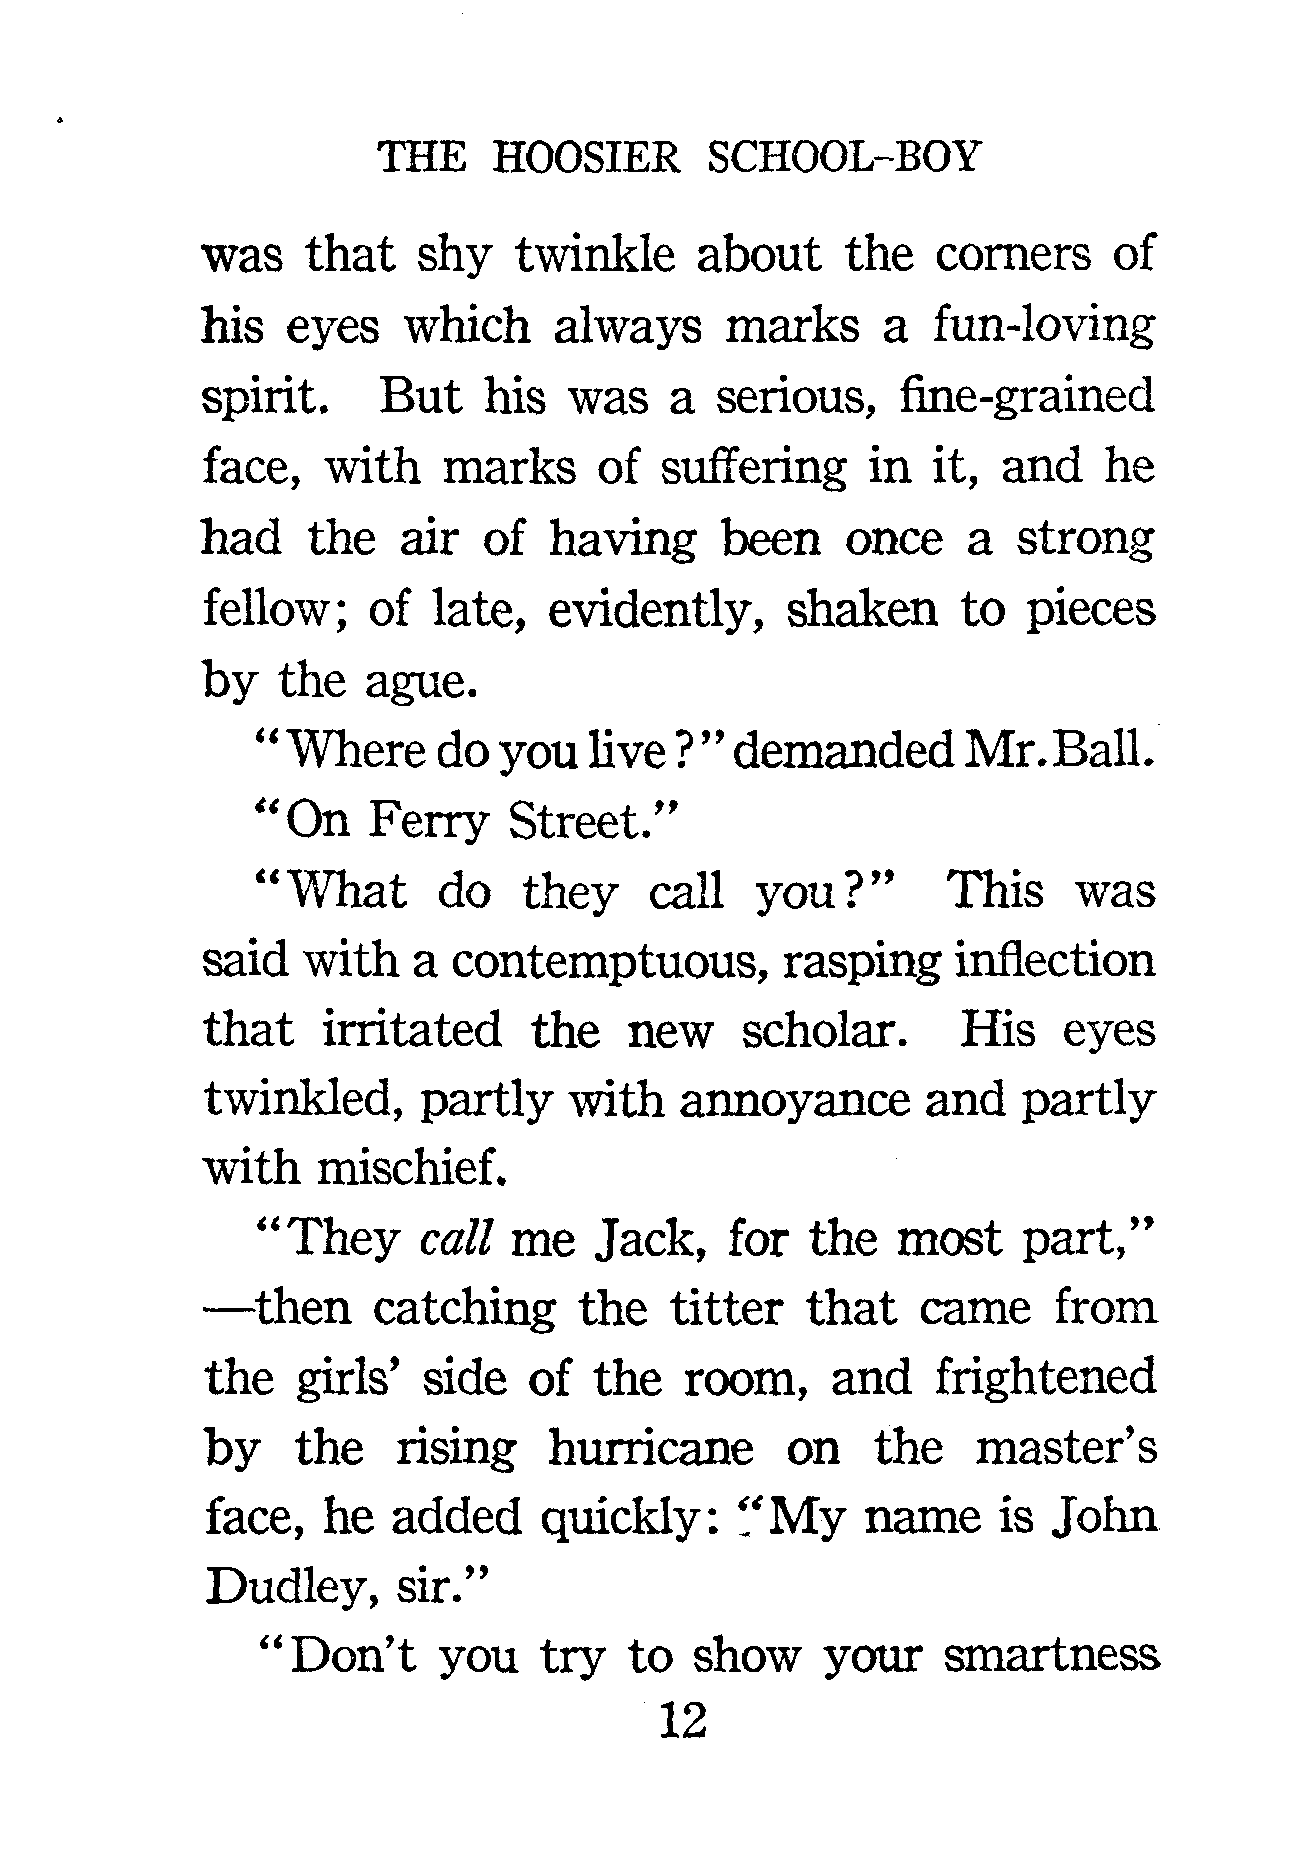 THE HOOSIER SCHOOL-BOY
was that shy twinkle about the corners of
his eyes which always marks a fun-loving
spirit. But his was a serious, fine-grained
face, with marks of suffering in it, and he
had the air of having been once a strong
fellow; of late, evidently, shaken to pieces
by the ague.
“Where do you live?” demanded Mr. Ball.
“On Ferry Street.”
“What do they call you?” This was
said with a contemptuous, rasping inflection
that irritated the new scholar. His eyes
twinkled, partly with annoyance and partly
with mischief.
“They call me Jack, for the most part,”
—then catching the titter that came from
the girls’ side of the room, and frightened
by the rising hurricane on the master’s
face, he added quickly: “My name is John
Dudley, sir.”
“Don’t you try to show your smartness
12